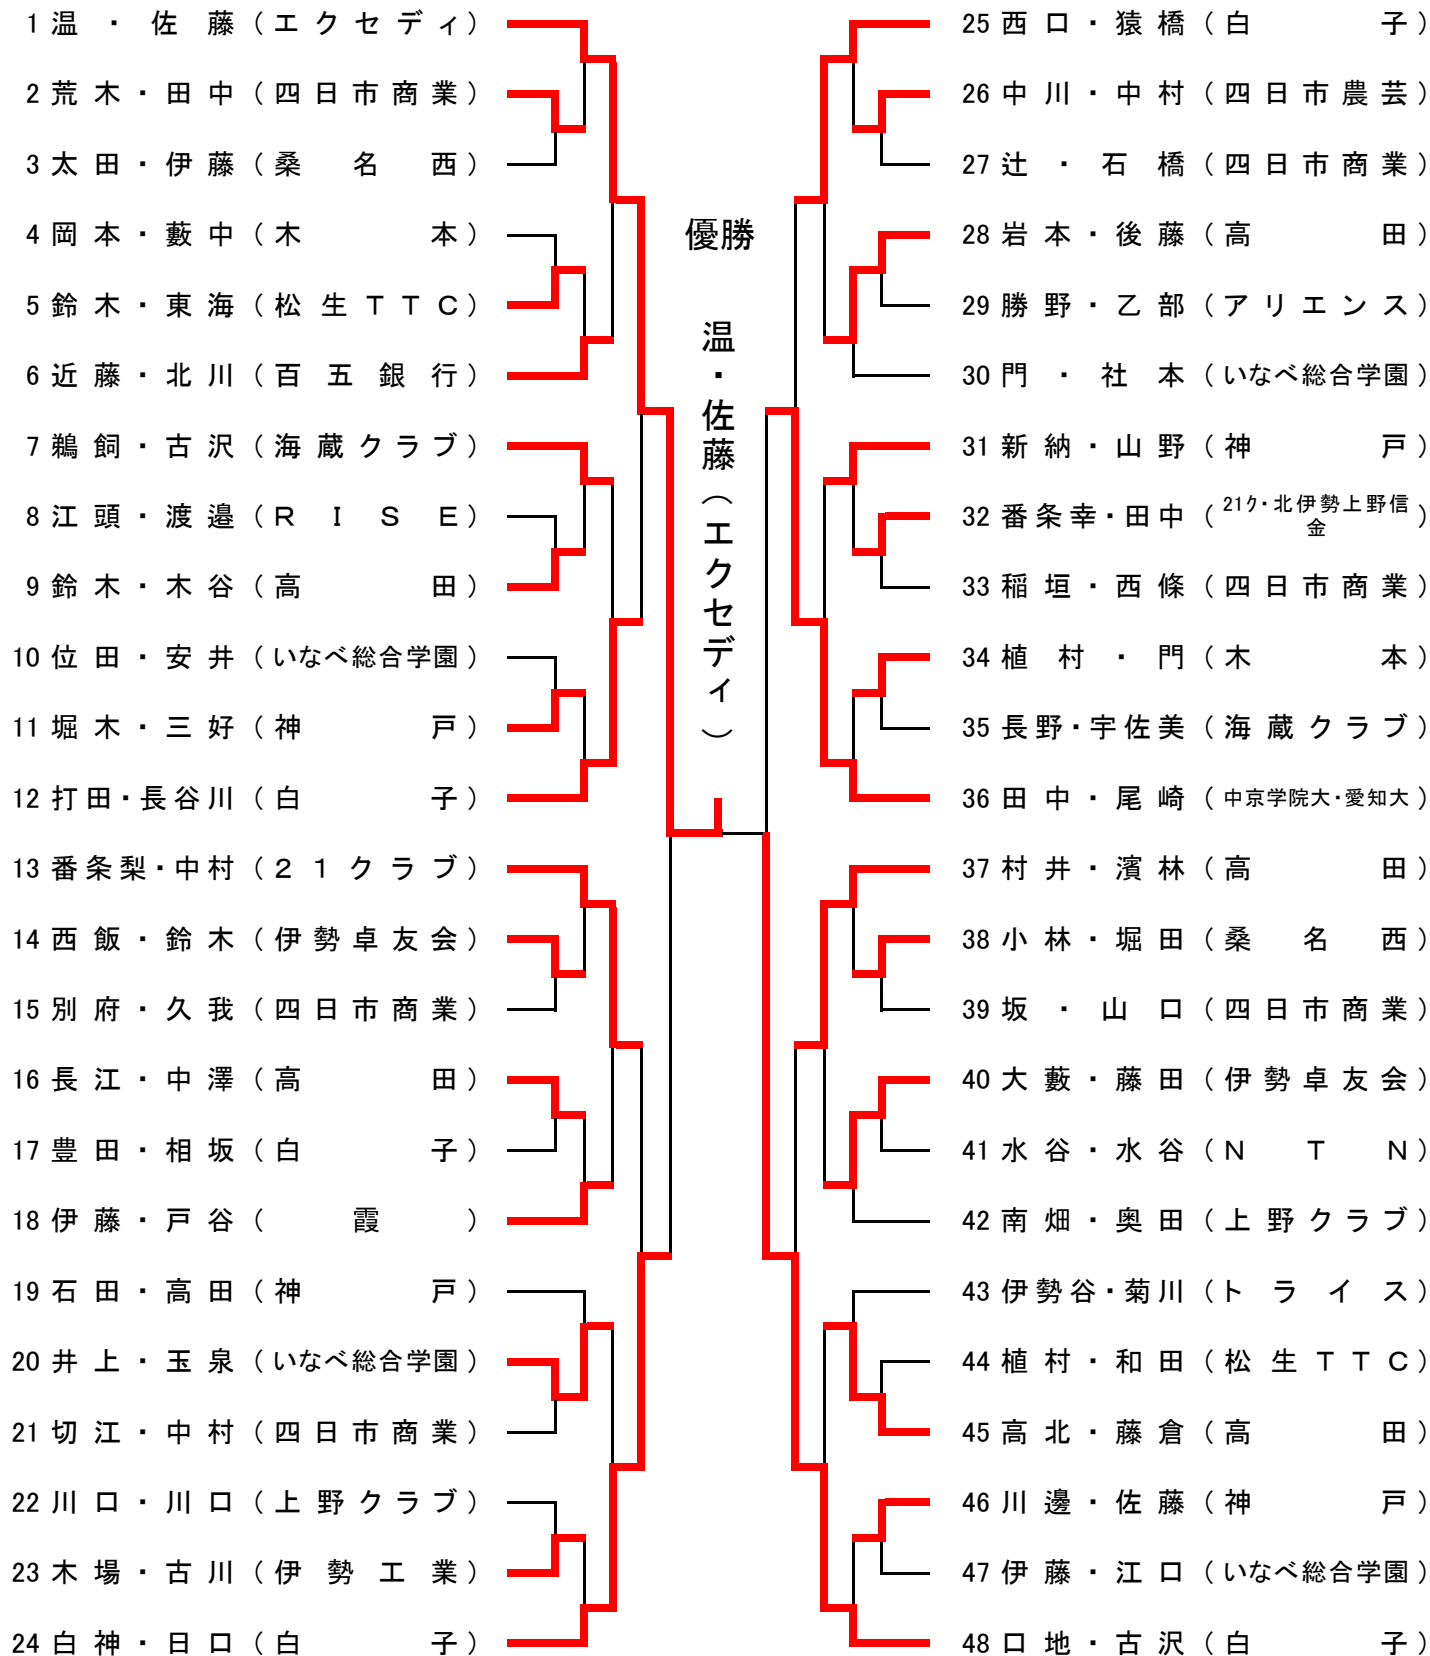 1 温・佐藤（エクセディ）
2 荒木・田中（四日市商業）
3 太田・伊藤（桑名西）
4 岡本・藪中（木本）
5 鈴木・東海（松生ＴＴＣ）
6 近藤・北川（百五銀行）
7 鵜飼・古沢（海蔵クラブ）
8 江頭・渡邉（ＲＩＳＥ）
9 鈴木・木谷（高田）
10 位田・安井（いなべ総合学園）
11 堀木・三好（神戸）
12 打田・長谷川（白子）
13 番条梨・中村（２１クラブ）
14 西飯・鈴木（伊勢卓友会）
15 別府・久我（四日市商業）
16 長江・中澤（高田）
17 豊田・相坂（白子）
18 伊藤・戸谷（霞）
19 石田・高田（神戸）
20 井上・玉泉（いなべ総合学園）
21 切江・中村（四日市商業）
22 川口・川口（上野クラブ）
23 木場・古川（伊勢工業）
24 白神・日口（白子）
優勝
温・佐藤（エクセディ）
25 西口・猿橋（白子）
26 中川・中村（四日市農芸）
27 辻・石橋（四日市商業）
28 岩本・後藤（高田）
29 勝野・乙部（アリエンス）
30 門・社本（いなべ総合学園）
31 新納・山野（神戸）
32 番条幸・田中（21ｸ・北伊勢上野信
金）
33 稲垣・西條（四日市商業）
34 植村・門（木本）
35 長野・宇佐美（海蔵クラブ）
36 田中・尾崎（中京学院大・愛知大）
37 村井・濱林（高田）
38 小林・堀田（桑名西）
39 坂・山口（四日市商業）
40 大藪・藤田（伊勢卓友会）
41 水谷・水谷（ＮＴＮ）
42 南畑・奥田（上野クラブ）
43 伊勢谷・菊川（トライス）
44 植村・和田（松生ＴＴＣ）
45 高北・藤倉（高田）
46 川邊・佐藤（神戸）
47 伊藤・江口（いなべ総合学園）
48 口地・古沢（白子）